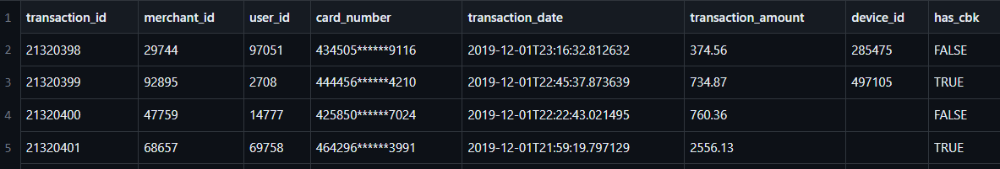 1 transaction_id merchant_id user_id card_number transaction_date transaction_amount device_id has_cbk
2 21320398 29744 97051 434505******9116 2019-12-01T23:16:32.812632 374.56 285475 FALSE
3 21320399 92895 2708 444456******4210 2019-12-01T22:45:37.873639 734.87 497105 TRUE
4 21320400 47759 14777 425850******7024 2019-12-01T22:22:43.021495 760.36 FALSE
5 21320401 68657 69758 464296******3991 2019-12-01T21:59:19.797129 2556.13 TRUE